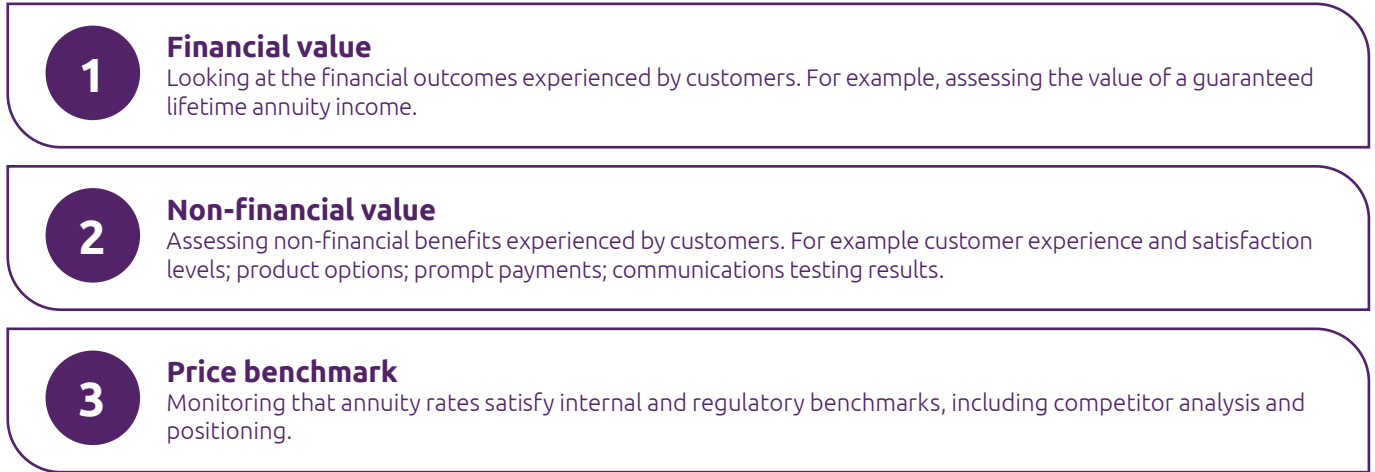 1
Financial value
Looking at the financial outcomes experienced by customers. For example, assessing the value of a guaranteed
lifetime annuity income.
2
Non-financial value
Assessing non-financial benefits experienced by customers. For example customer experience and satisfaction
levels; product options; prompt payments; communications testing results.
3
Price benchmark
Monitoring that annuity rates satisfy internal and regulatory benchmarks, including competitor analysis and
positioning.